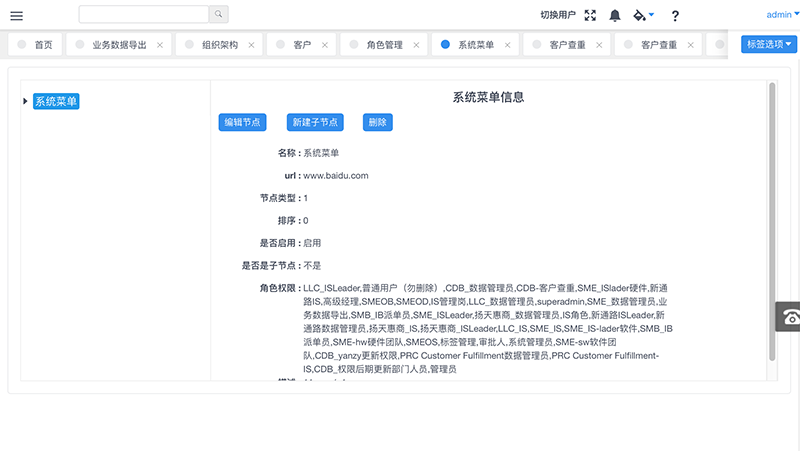 切换用户
?
admin
首页
业务数据导出
组织架构
客户
角色管理
系统菜单
客户查重
客户查重
标签选项
系统菜单
系统菜单信息
编辑节点
新建子节点
删除
名称 : 系统菜单
url : www.baidu.com
节点类型 : 1
排序 : 0
是否启用 : 启用
是否是子节点 : 不是
角色权限 : LLC_ISLeader,普通用户（勿删除）,CDB_数据管理员,CDB-客户查重,SME_ISlader硬件,新通
路IS,高级经理,SMEOB,SMEOD,IS管理岗,LLC_数据管理员,superadmin,SME_数据管理员,业
务数据导出,SMB_IB派单员,SME_ISLeader,扬天惠商_数据管理员,IS角色,新通路ISLeader,新
通路数据管理员,扬天惠商_IS,扬天惠商_ISLeader,LLC_IS,SME_IS,SME_IS-lader软件,SMB_IB
派单员,SME-hw硬件团队,SMEOS,标签管理,审批人,系统管理员,SME-sw软件团
队,CDB_yanzy更新权限,PRC Customer Fulfillment数据管理员,PRC Customer Fulfillment-
IS,CDB_权限后期更新部门人员,管理员